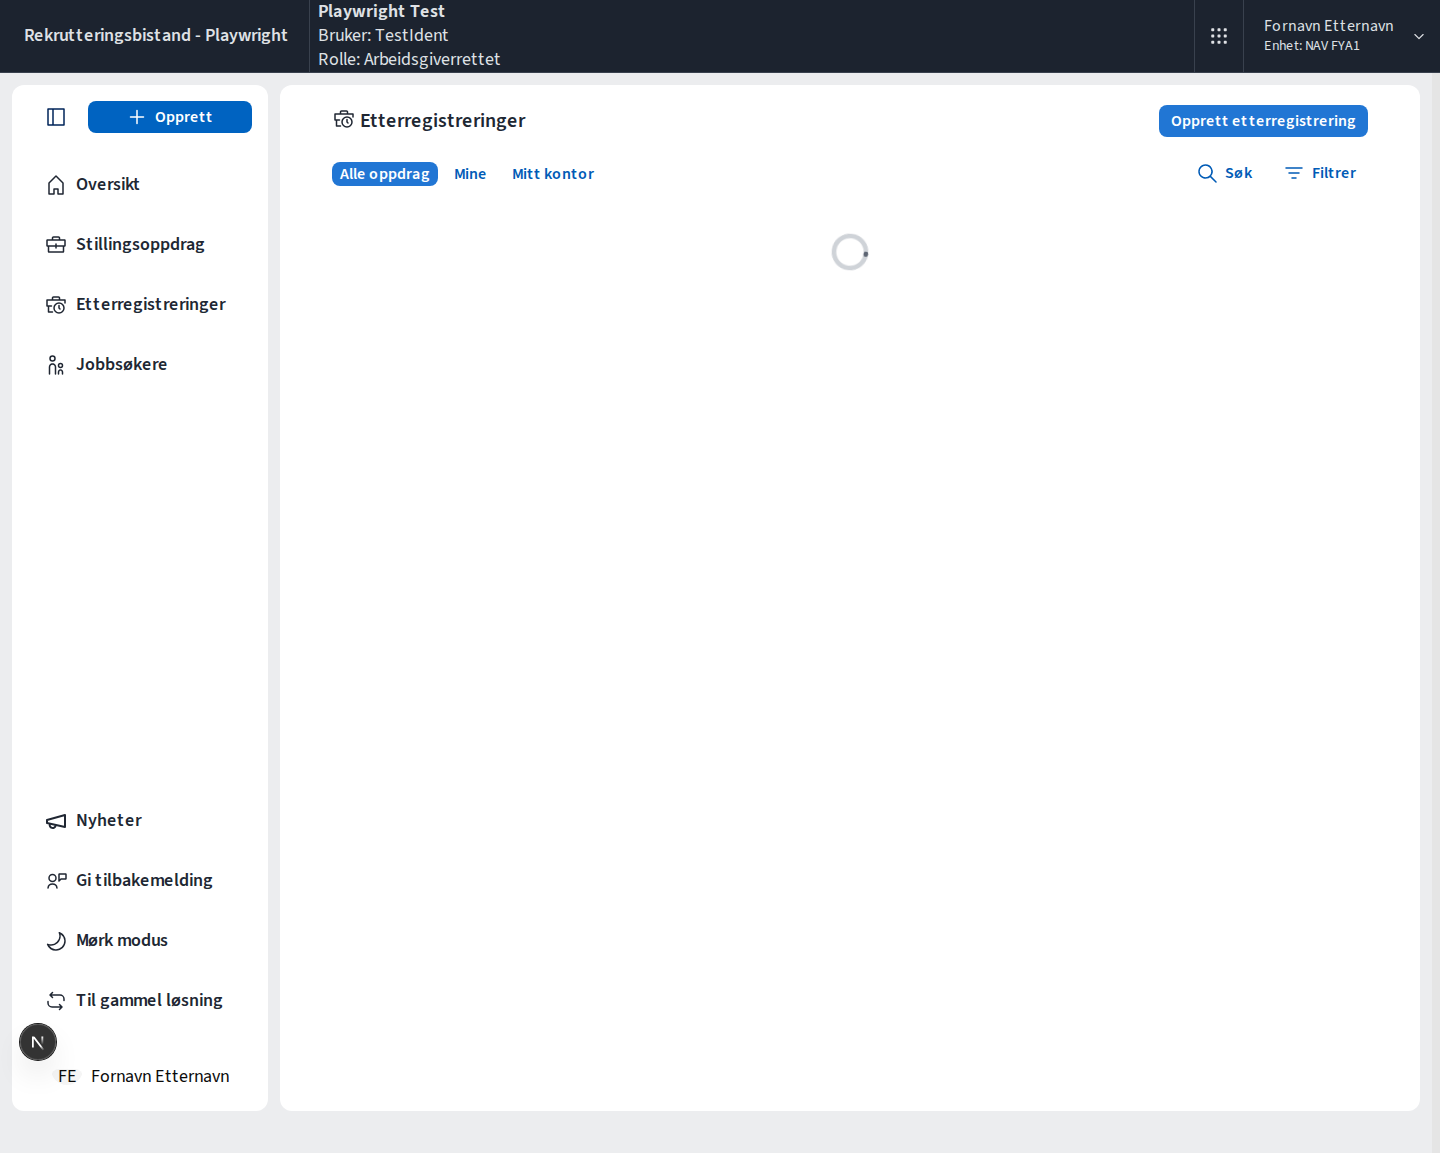 Rekrutteringsbistand - Playwright
Playwright Test
Bruker: TestIdent
Rolle: Arbeidsgiverrettet
Fornavn Etternavn
Enhet: NAV FYA1
Opprett
Oversikt
Stillingsoppdrag
Etterregistreringer
Jobbsøkere
Nyheter
Gi tilbakemelding
Mørk modus
Til gammel løsning
N
FE Fornavn Etternavn
Etterregistreringer
Opprett etterregistrering
Alle oppdrag Mine Mitt kontor
Søk Filtrer